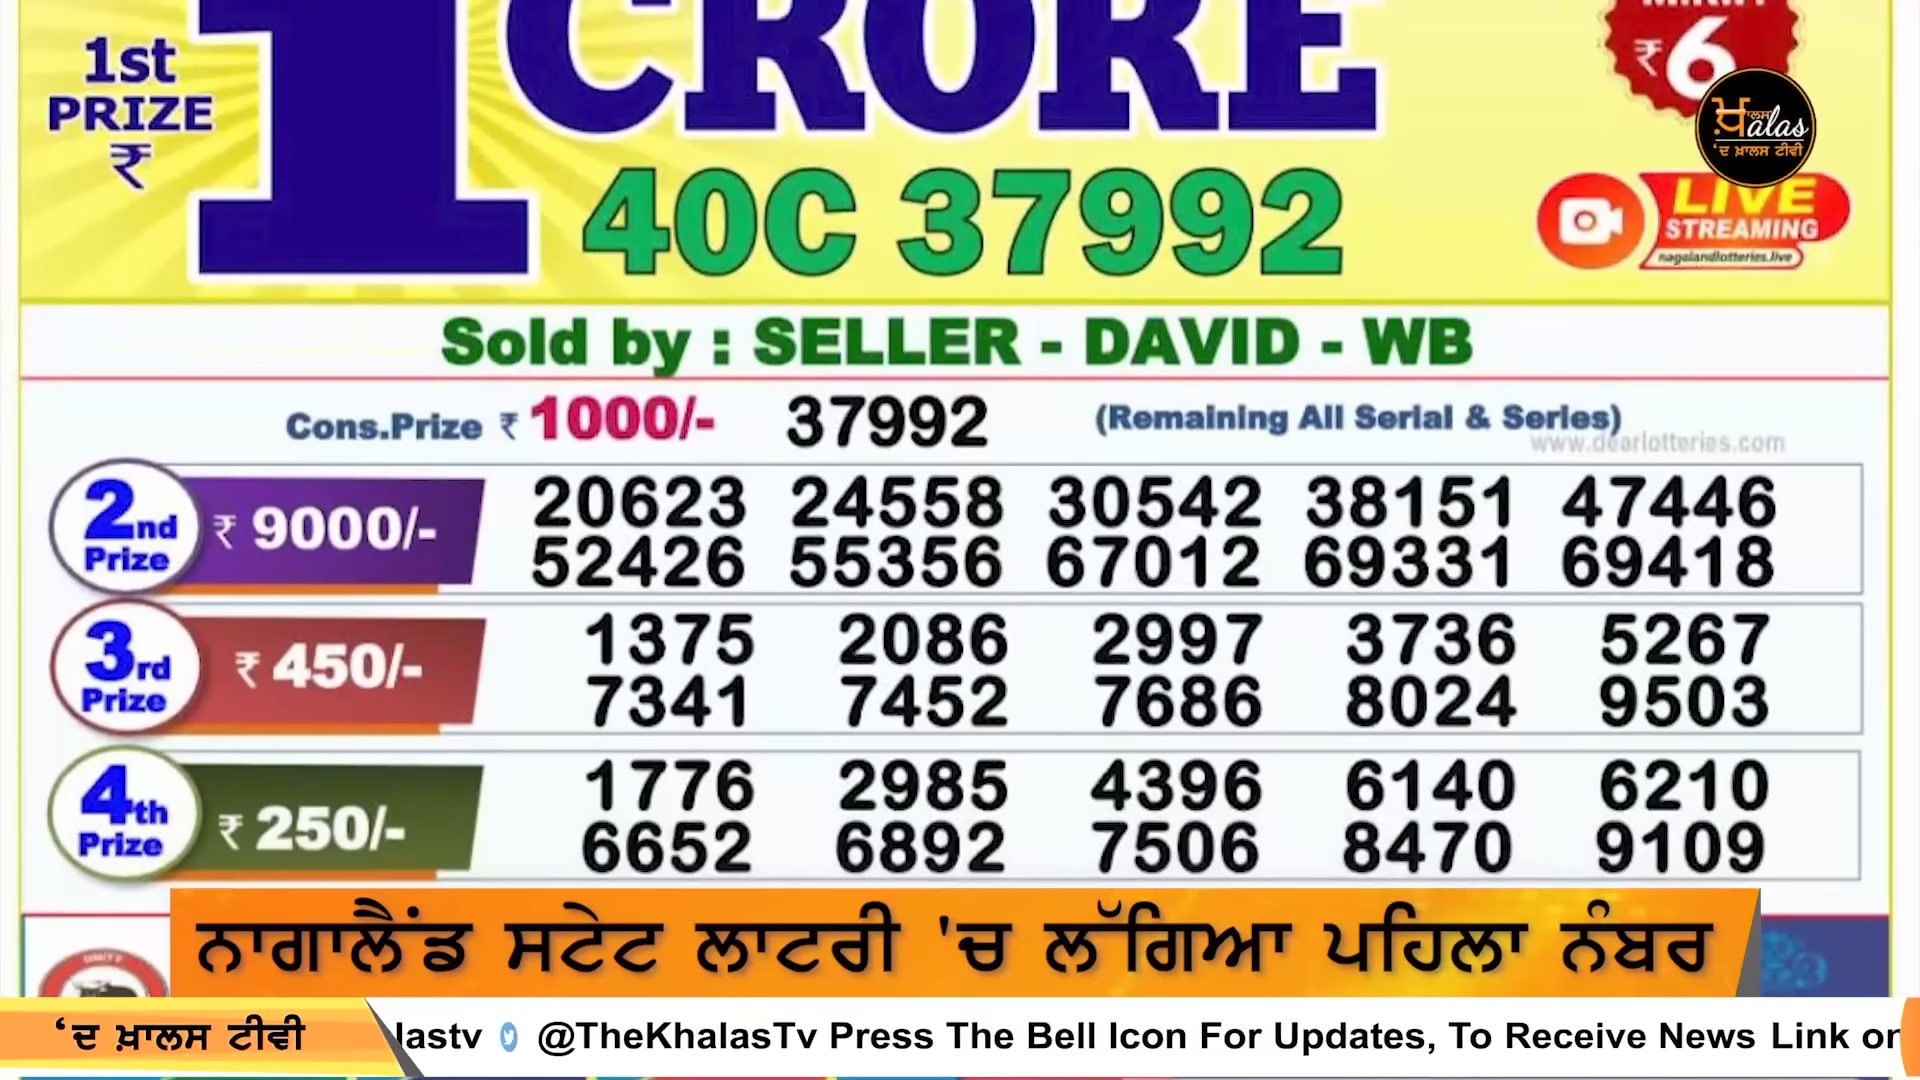 1 CRORE
1st
PRIZE
₹
₹6
ਖ਼ਾਲਸ alas
‘ਦ ਖ਼ਾਲਸ ਟੀਵੀ
40C 37992
LIVE
STREAMING
nagalandlotteries.live
Sold by : SELLER - DAVID - WB
Cons.Prize ₹ 1000/- 37992 (Remaining All Serial & Series)
www.dearlotteries.com
2nd Prize ₹ 9000/-
20623 24558 30542 38151 47446
52426 55356 67012 69331 69418
3rd Prize ₹ 450/-
1375 2086 2997 3736 5267
7341 7452 7686 8024 9503
4th Prize ₹ 250/-
1776 2985 4396 6140 6210
6652 6892 7506 8470 9109
ਨਾਗਾਲੈਂਡ ਸਟੇਟ ਲਾਟਰੀ 'ਚ ਲੱਗਿਆ ਪਹਿਲਾ ਨੰਬਰ
‘ਦ ਖ਼ਾਲਸ ਟੀਵੀ
lastv @TheKhalasTv Press The Bell Icon For Updates, To Receive News Link on